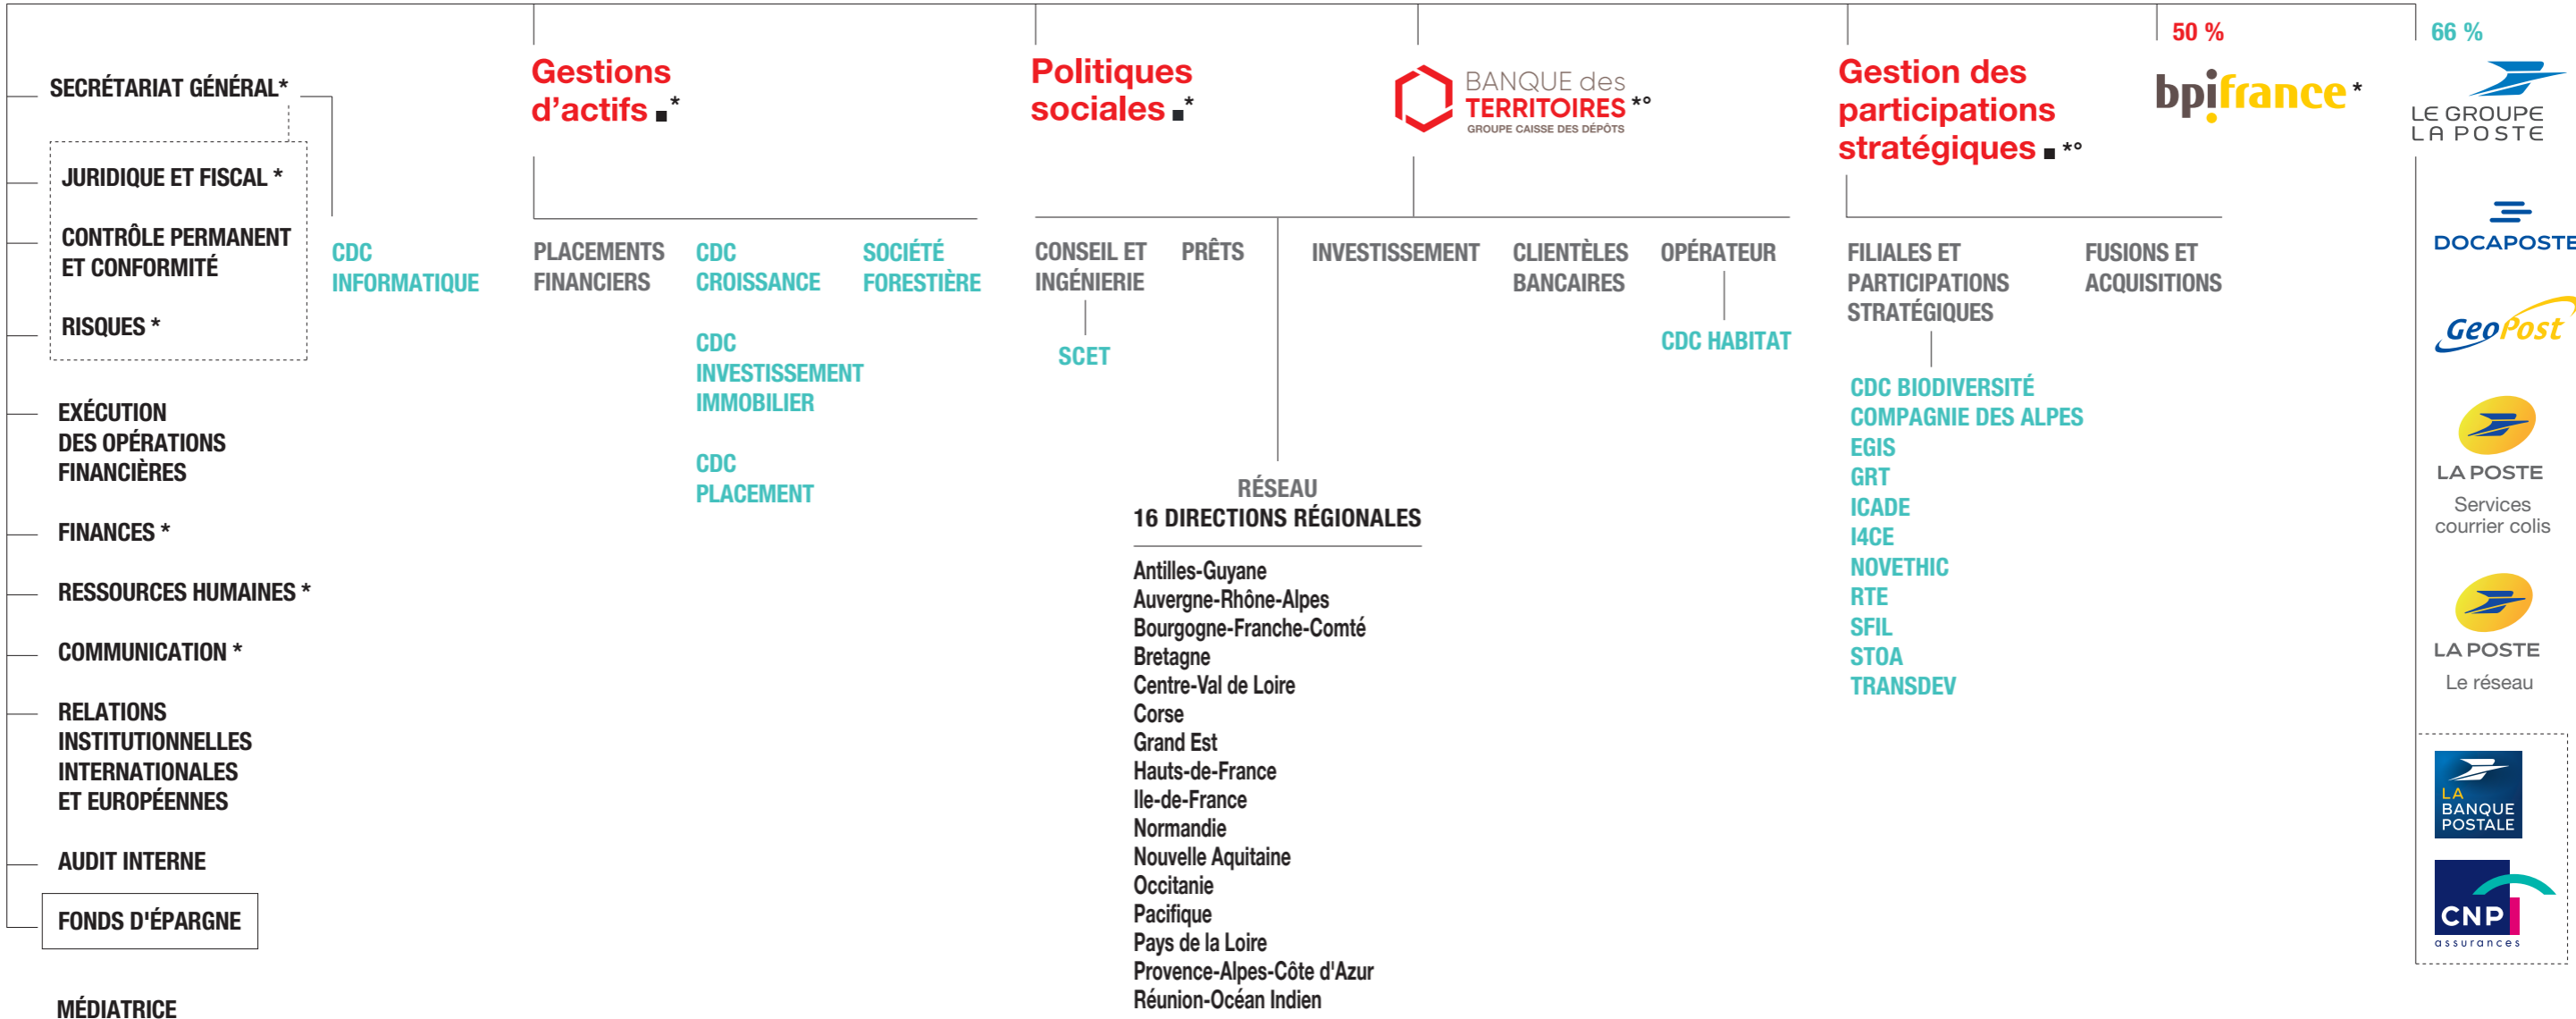 SECRÉTARIAT GÉNÉRAL*
JURIDIQUE ET FISCAL *
CONTRÔLE PERMANENT
ET CONFORMITÉ
RISQUES *
CDC
INFORMATIQUE
EXÉCUTION
DES OPÉRATIONS
FINANCIÈRES
FINANCES *
RESSOURCES HUMAINES *
COMMUNICATION *
RELATIONS
INSTITUTIONNELLES
INTERNATIONALES
ET EUROPÉENNES
AUDIT INTERNE
FONDS D'ÉPARGNE
MÉDIATRICE
Gestions
d’actifs ■*
PLACEMENTS
FINANCIERS
CDC
CROISSANCE
CDC
INVESTISSEMENT
IMMOBILIER
CDC
PLACEMENT
SOCIÉTÉ
FORESTIÈRE
Politiques
sociales ■*
BANQUE des
TERRITOIRES *°
GROUPE CAISSE DES DÉPÔTS
CONSEIL ET
INGÉNIERIE
SCET
PRÊTS
RÉSEAU
16 DIRECTIONS RÉGIONALES
Antilles-Guyane
Auvergne-Rhône-Alpes
Bourgogne-Franche-Comté
Bretagne
Centre-Val de Loire
Corse
Grand Est
Hauts-de-France
Ile-de-France
Normandie
Nouvelle Aquitaine
Occitanie
Pacifique
Pays de la Loire
Provence-Alpes-Côte d'Azur
Réunion-Océan Indien
INVESTISSEMENT
CLIENTÈLES
BANCAIRES
OPÉRATEUR
CDC HABITAT
Gestion des
participations
stratégiques ■ *°
FILIALES ET
PARTICIPATIONS
STRATÉGIQUES
CDC BIODIVERSITÉ
COMPAGNIE DES ALPES
EGIS
GRT
ICADE
I4CE
NOVETHIC
RTE
SFIL
STOA
TRANSDEV
FUSIONS ET
ACQUISITIONS
50 %
bpifrance *
66 %
LE GROUPE
LA POSTE
DOCAPOSTE
GeoPost
LA POSTE
Services
courrier colis
LA POSTE
Le réseau
LA
BANQUE
POSTALE
CNP
assurances